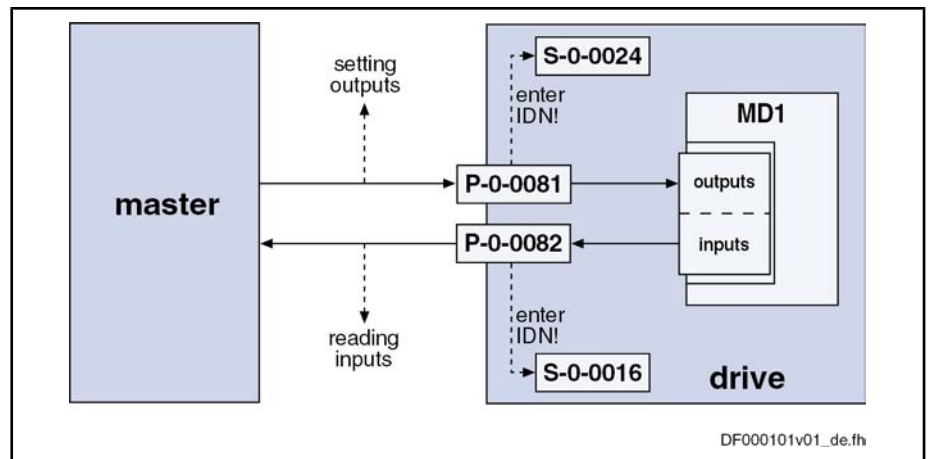 setting
outputs
S-0-0024
enter
IDN!
MD1
master
P-0-0081
outputs
P-0-0082
inputs
reading
inputs
enter
IDN!
S-0-0016
drive
DF000101v01_de.fh